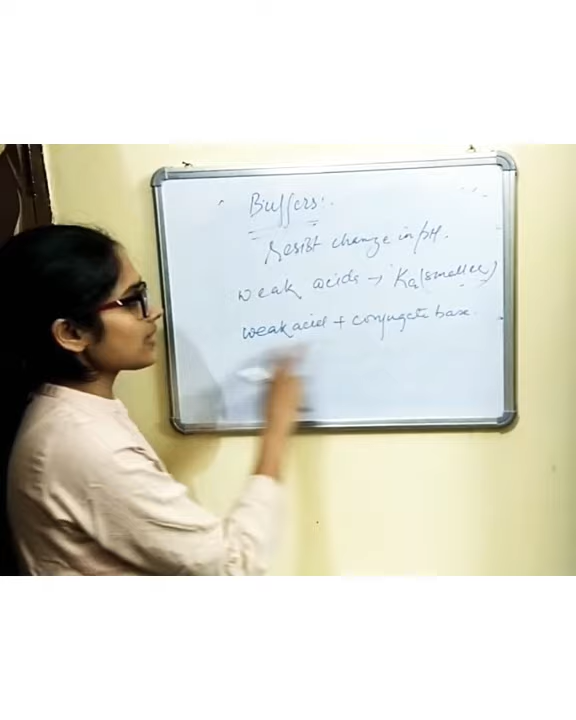 Buffers:.
resist change in pH.
weak acids → Ka (smaller)
weak acid + conjugate base.